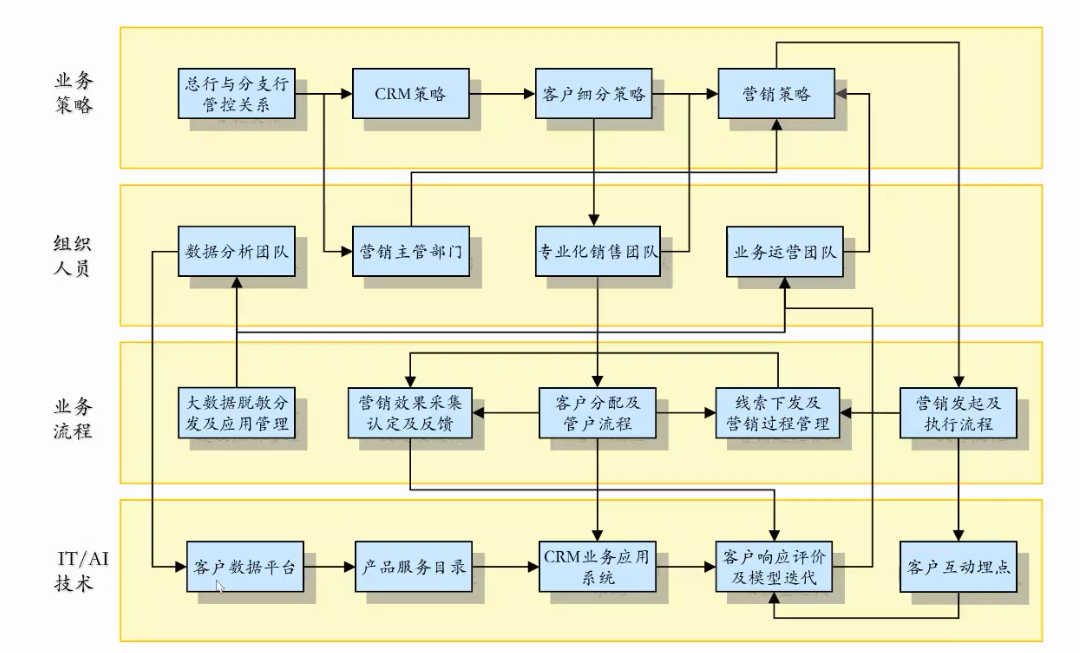 业务
策略
总行与分支行
管控关系
CRM策略
客户细分策略
营销策略
组织
人员
数据分析团队
营销主管部门
专业化销售团队
业务运营团队
业务
流程
大数据脱敏分
发及应用管理
营销效果采集
认定及反馈
客户分配及
管户流程
线索下发及
营销过程管理
营销发起及
执行流程
IT/AI
技术
客户数据平台
产品服务目录
CRM业务应用
系统
客户响应评价
及模型迭代
客户互动埋点